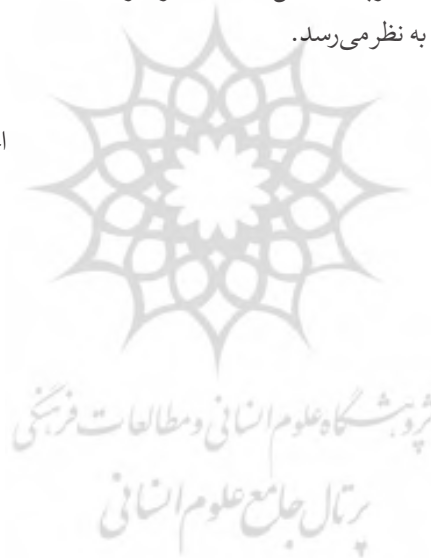 به نظر می‌رسد.
پژوهشگاه علوم انسانی و مطالعات فرهنگی
پرتال جامع علوم انسانی